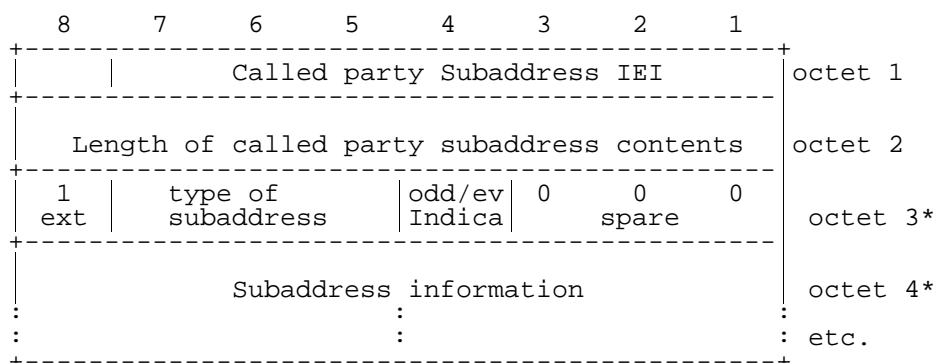 8 7 6 5 4 3 2 1
Called party Subaddress IEI octet 1
Length of called party subaddress contents octet 2
1 type of odd/ev 0 0 0
ext subaddress Indica spare octet 3*
Subaddress information octet 4*
: : :
: : : etc.